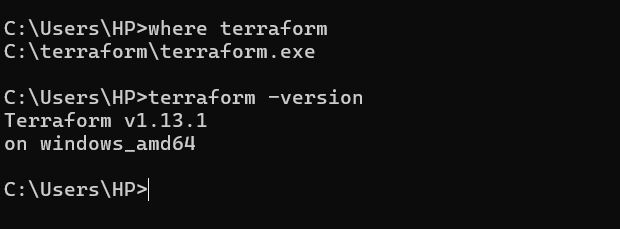 C:\Users\HP>where terraform
C:\terraform\terraform.exe
C:\Users\HP>terraform -version
Terraform v1.13.1
on windows_amd64
C:\Users\HP>